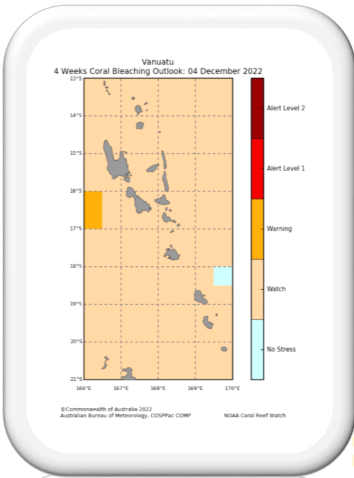 Vanuatu
4 Weeks Coral Bleaching Outlook: 04 December 2022
13°S
14°S
15°S
16°S
17°S
18°S
19°S
20°S
21°S
166°E 167°E 168°E 169°E 170°E
Alert Level 2
Alert Level 1
Warning
Watch
No Stress
©Commonwealth of Australia 2022
Australian Bureau of Meteorology, COSPPac COMP NOAA Coral Reef Watch